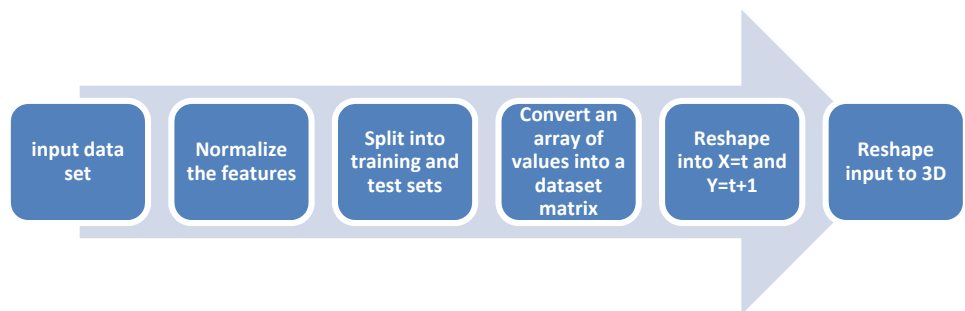 input data
set
Normalize
the features
Split into
training and
test sets
Convert an
array of
values into a
dataset
matrix
Reshape
into X=t and
Y=t+1
Reshape
input to 3D